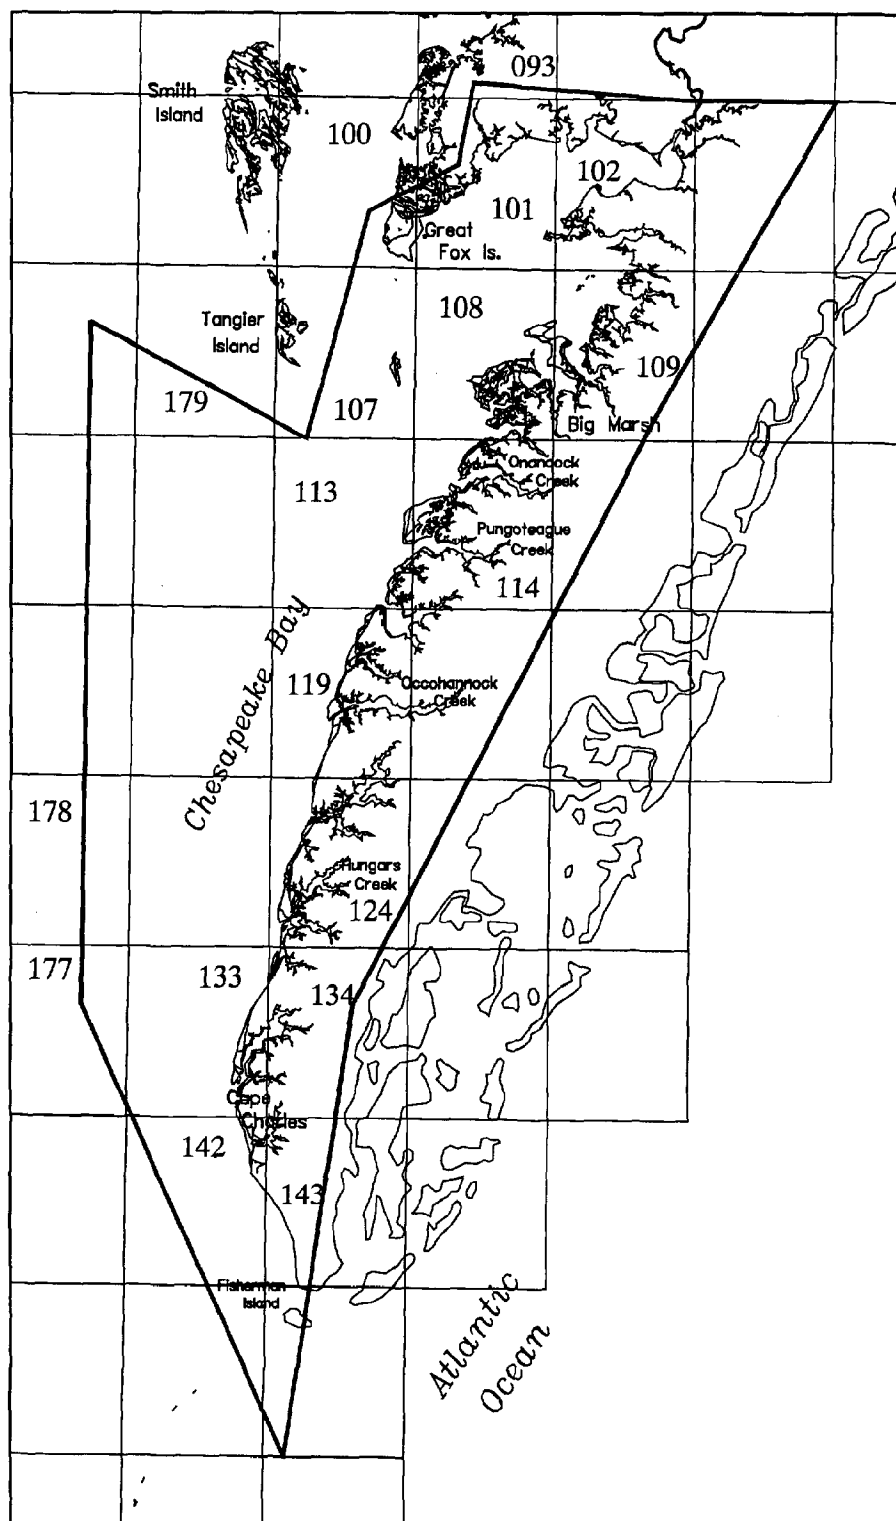 093
Smith
Island
100
102
101
Great
Fox Is.
108
Tangier
Island
109
179
107
Big Marsh
Onancock
Creek
113
Pungoteague
Creek
114
Chesapeake Bay
119
Occohannock
Creek
178
Hungars
Creek
124
177
133
134
Cape
Charles
142
143
Fisherman
Island
Atlantic
Ocean